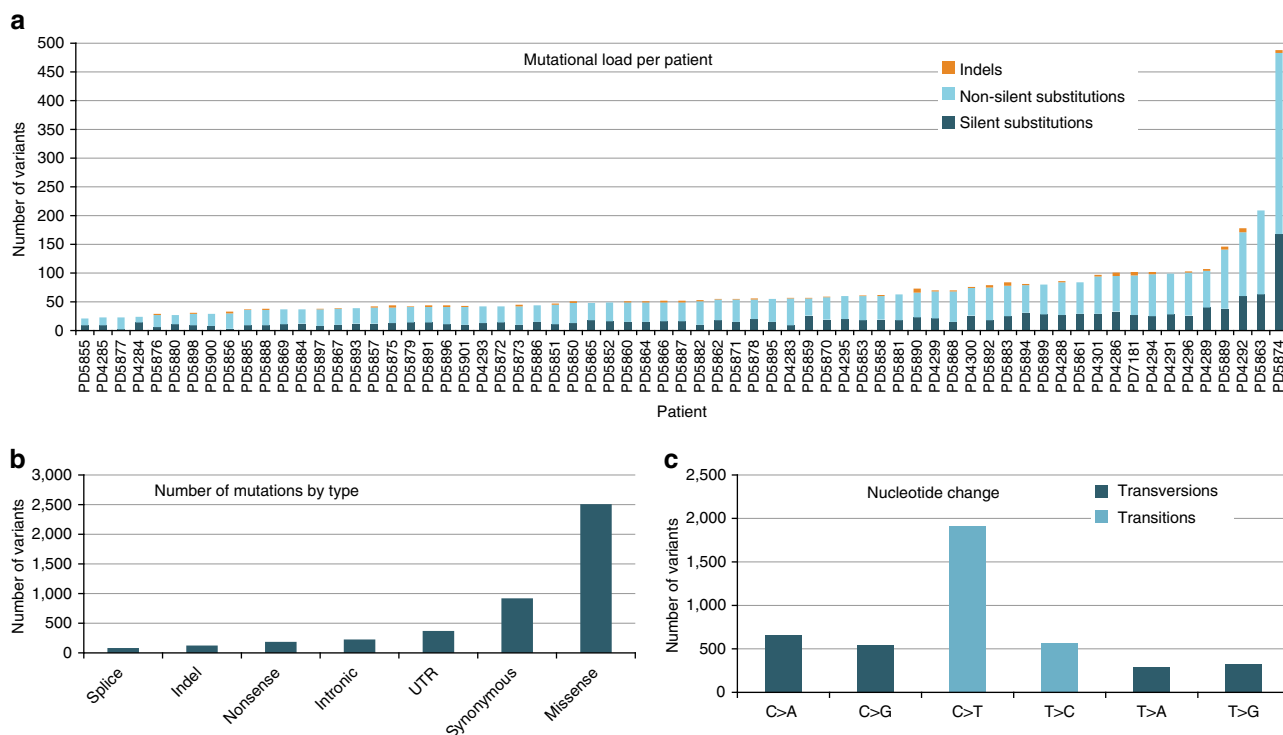 a
500
450
400
350
300
250
200
150
100
50
0
Number of variants
Mutational load per patient
Indels
Non-silent substitutions
Silent substitutions
PD5855
PD4285
PD5877
PD4284
PD5876
PD5880
PD5898
PD5900
PD5856
PD5885
PD5888
PD5869
PD5884
PD5897
PD5867
PD5893
PD5857
PD5875
PD5879
PD5891
PD5896
PD5901
PD4293
PD5872
PD5873
PD5886
PD5851
PD5850
PD5865
PD5852
PD5860
PD5864
PD5866
PD5887
PD5882
PD5862
PD5871
PD5878
PD5895
PD4283
PD5859
PD5870
PD4295
PD5853
PD5858
PD5881
PD5890
PD4299
PD5868
PD4300
PD5892
PD5883
PD5894
PD5899
PD4288
PD5861
PD4301
PD4286
PD7181
PD4294
PD4291
PD4296
PD4289
PD5889
PD4292
PD5863
PD5874
Patient
b
3,000
2,500
2,000
1,500
1,000
500
0
Number of variants
Number of mutations by type
Splice
Indel
Nonsense
Intronic
UTR
Synonymous
Missense
c
2,500
2,000
1,500
1,000
500
0
Number of variants
Nucleotide change
Transversions
Transitions
C>A
C>G
C>T
T>C
T>A
T>G